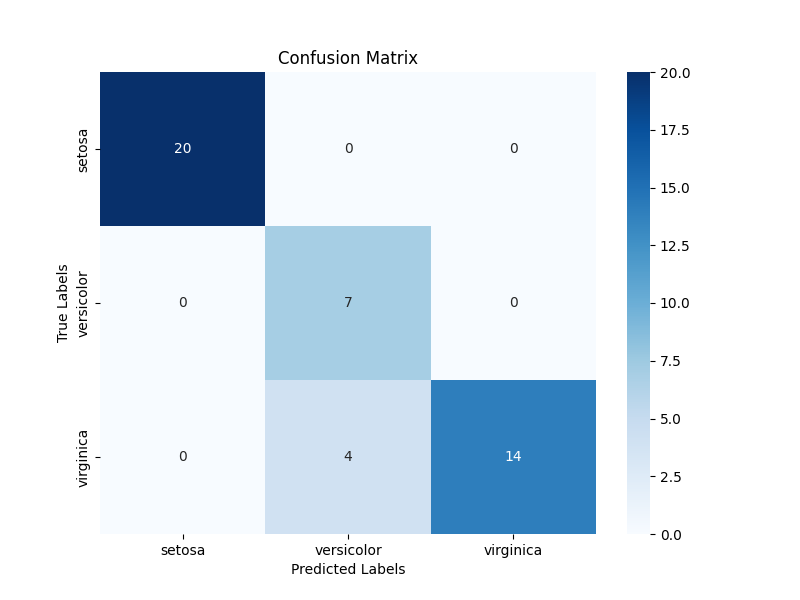 Confusion Matrix
True Labels
setosa
20 0 0
versicolor
0 7 0
virginica
0 4 14
setosa versicolor virginica
Predicted Labels
20.0
17.5
15.0
12.5
10.0
7.5
5.0
2.5
0.0